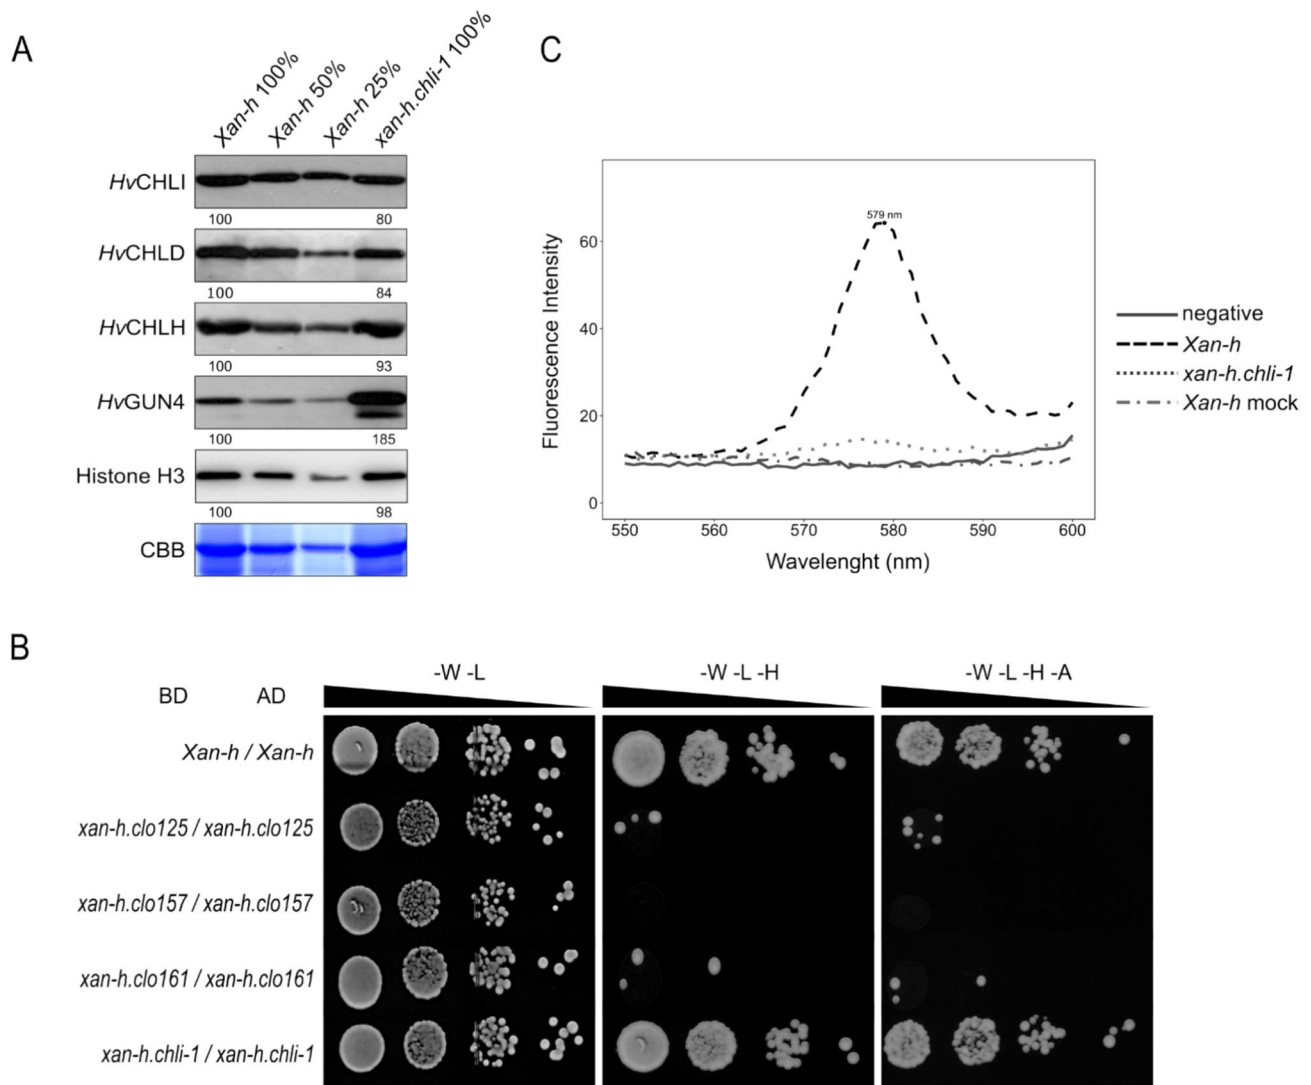 A
Xan-h 100%
Xan-h 50%
Xan-h 25%
xan-h.chli-1 100%
HvCHLI
100 80
HvCHLD
100 84
HvCHLH
100 93
HvGUN4
100 185
Histone H3
100 98
CBB
C
Fluorescence Intensity
60
40
20
0
579 nm
550 560 570 580 590 600
Wavelenght (nm)
negative
Xan-h
xan-h.chli-1
Xan-h mock
B
BD AD
-W -L
-W -L -H
-W -L -H -A
Xan-h / Xan-h
xan-h.clo125 / xan-h.clo125
xan-h.clo157 / xan-h.clo157
xan-h.clo161 / xan-h.clo161
xan-h.chli-1 / xan-h.chli-1